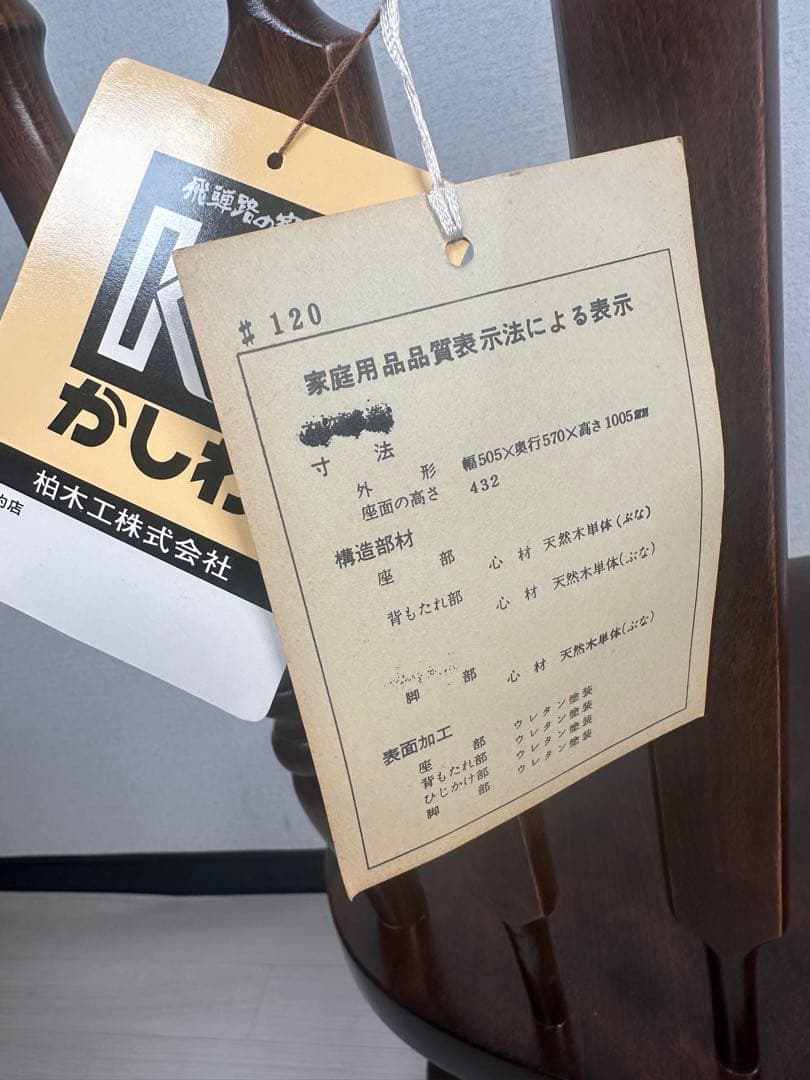 飛騨路の
K
かしわ
柏木工株式会社
約店
# 120
家庭用品品質表示法による表示
寸法
外形 幅505×奥行570×高さ1005㎜
座面の高さ 432
構造部材
座部 心材 天然木単体(ぶな)
背もたれ部 心材 天然木単体(ぶな)
脚部 心材 天然木単体(ぶな)
表面加工
座部 ウレタン塗装
背もたれ部 ウレタン塗装
ひじかけ部 ウレタン塗装
脚部 ウレタン塗装